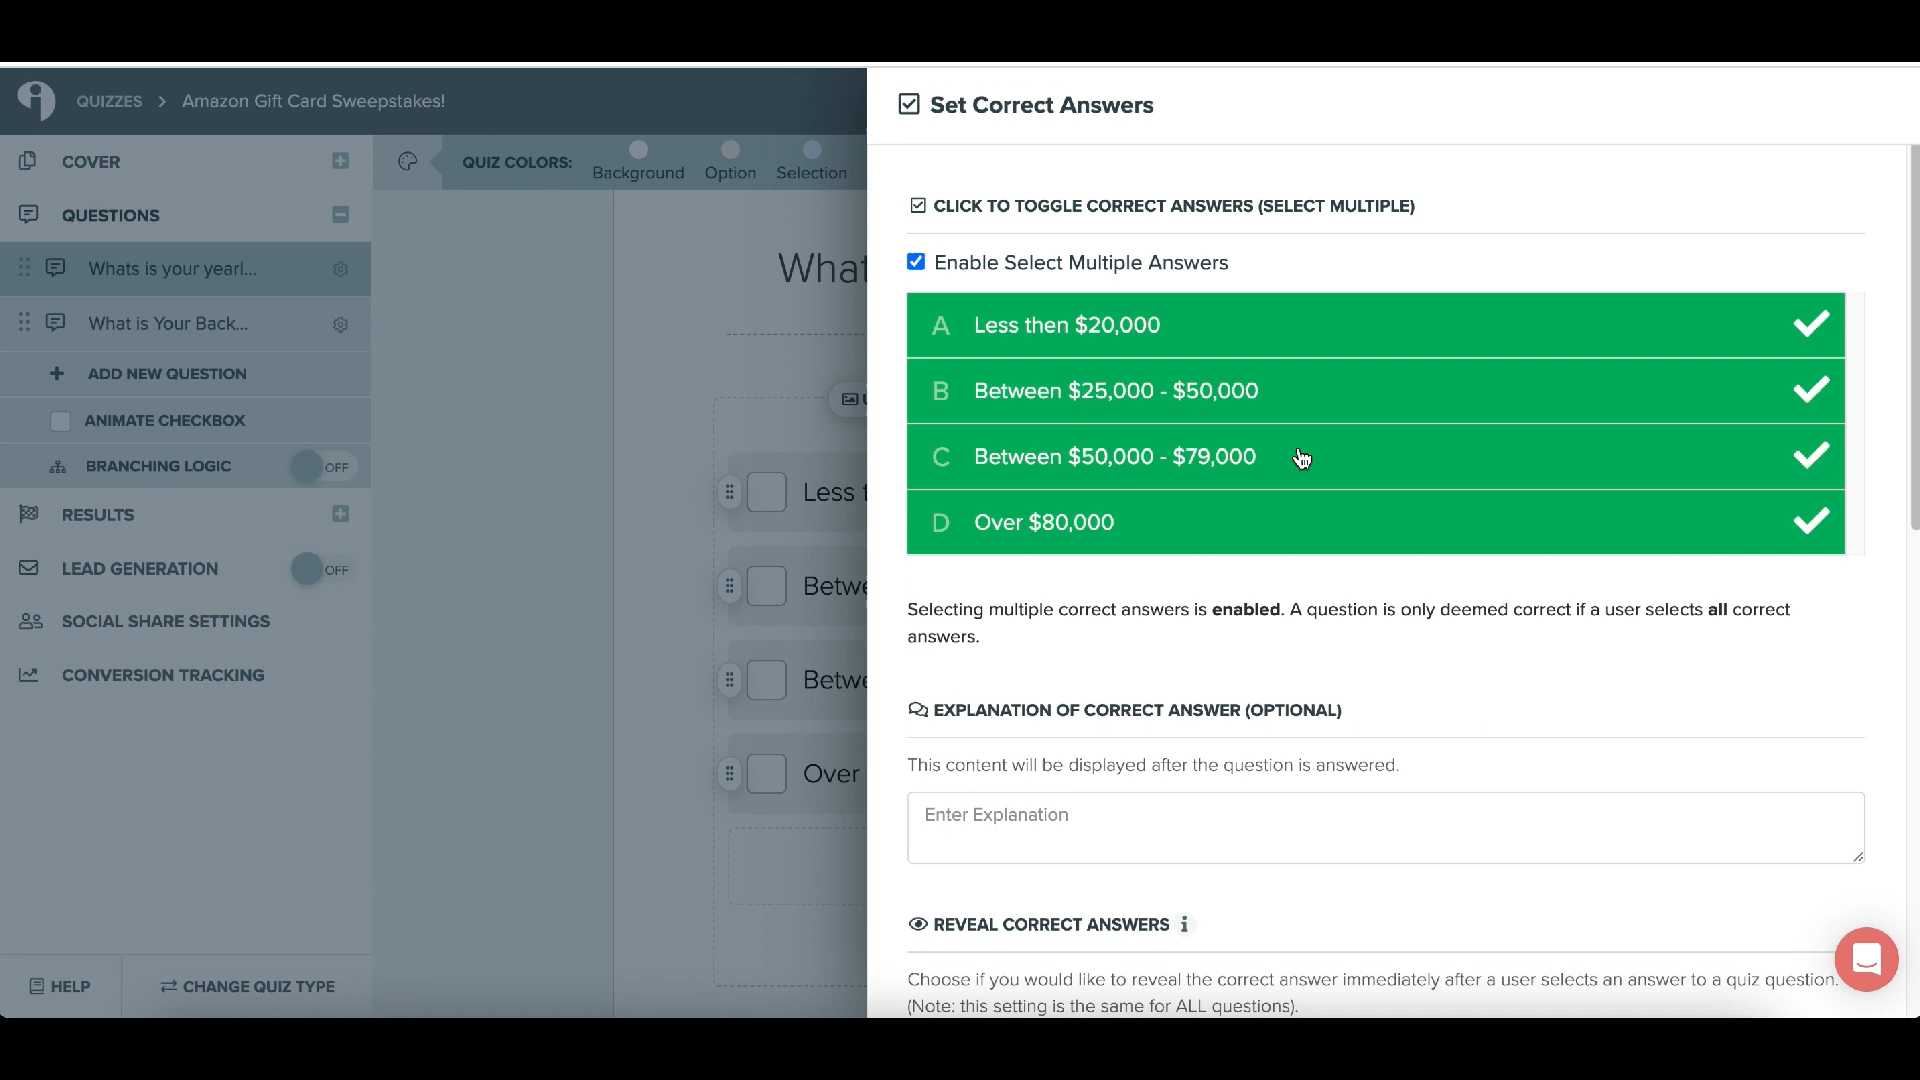 QUIZZES > Amazon Gift Card Sweepstakes!
COVER
QUESTIONS
Whats is your yearl...
What is Your Back...
ADD NEW QUESTION
ANIMATE CHECKBOX
BRANCHING LOGIC OFF
RESULTS
LEAD GENERATION OFF
SOCIAL SHARE SETTINGS
CONVERSION TRACKING
HELP
CHANGE QUIZ TYPE
QUIZ COLORS:
Background
Option
Selection
What
Less
Betwe
Betwe
Over
Set Correct Answers
CLICK TO TOGGLE CORRECT ANSWERS (SELECT MULTIPLE)
Enable Select Multiple Answers
A Less then $20,000
B Between $25,000 - $50,000
C Between $50,000 - $79,000
D Over $80,000
Selecting multiple correct answers is enabled. A question is only deemed correct if a user selects all correct
answers.
EXPLANATION OF CORRECT ANSWER (OPTIONAL)
This content will be displayed after the question is answered.
Enter Explanation
REVEAL CORRECT ANSWERS
Choose if you would like to reveal the correct answer immediately after a user selects an answer to a quiz question.
(Note: this setting is the same for ALL questions).